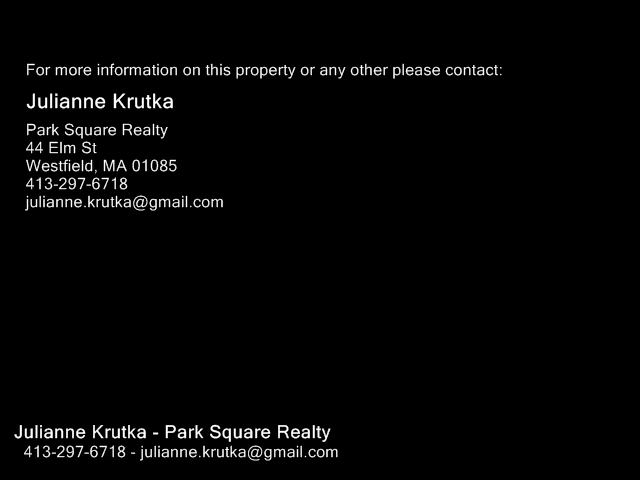 For more information on this property or any other please contact:
Julianne Krutka
Park Square Realty
44 Elm St
Westfield, MA 01085
413-297-6718
julianne.krutka@gmail.com
Julianne Krutka - Park Square Realty
413-297-6718 - julianne.krutka@gmail.com